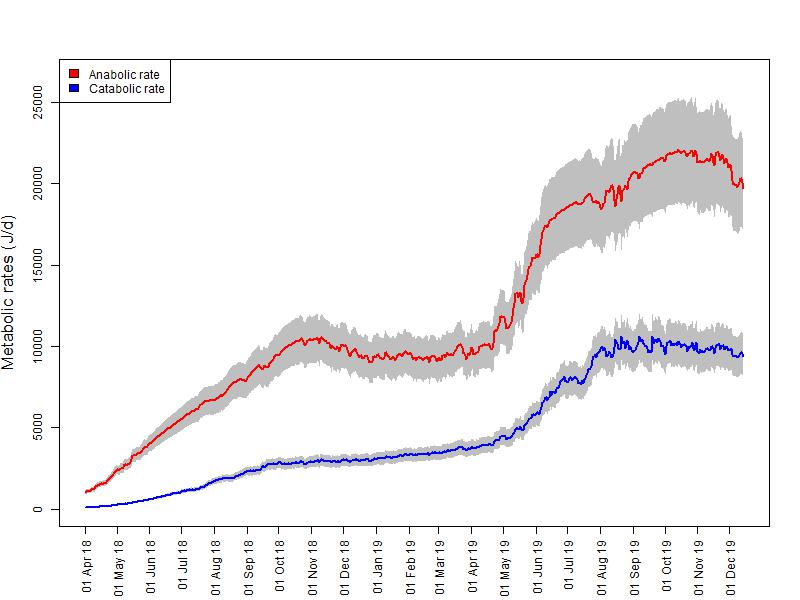 Anabolic rate
Catabolic rate
Metabolic rates (J/d)
25000
20000
15000
10000
5000
0
01 Apr 18
01 May 18
01 Jun 18
01 Jul 18
01 Aug 18
01 Sep 18
01 Oct 18
01 Nov 18
01 Dec 18
01 Jan 19
01 Feb 19
01 Mar 19
01 Apr 19
01 May 19
01 Jun 19
01 Jul 19
01 Aug 19
01 Sep 19
01 Oct 19
01 Nov 19
01 Dec 19